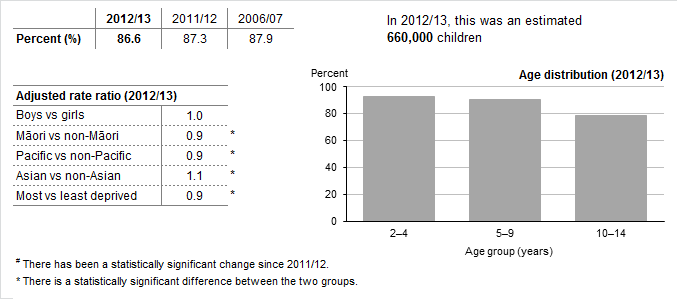 2012/13 2011/12 2006/07
Percent (%) 86.6 87.3 87.9
In 2012/13, this was an estimated
660,000 children
Adjusted rate ratio (2012/13)
Boys vs girls 1.0
Māori vs non-Māori 0.9 *
Pacific vs non-Pacific 0.9 *
Asian vs non-Asian 1.1 *
Most vs least deprived 0.9 *
Percent
Age distribution (2012/13)
100
80
60
40
20
0
2–4 5–9 10–14
Age group (years)
# There has been a statistically significant change since 2011/12.
* There is a statistically significant difference between the two groups.